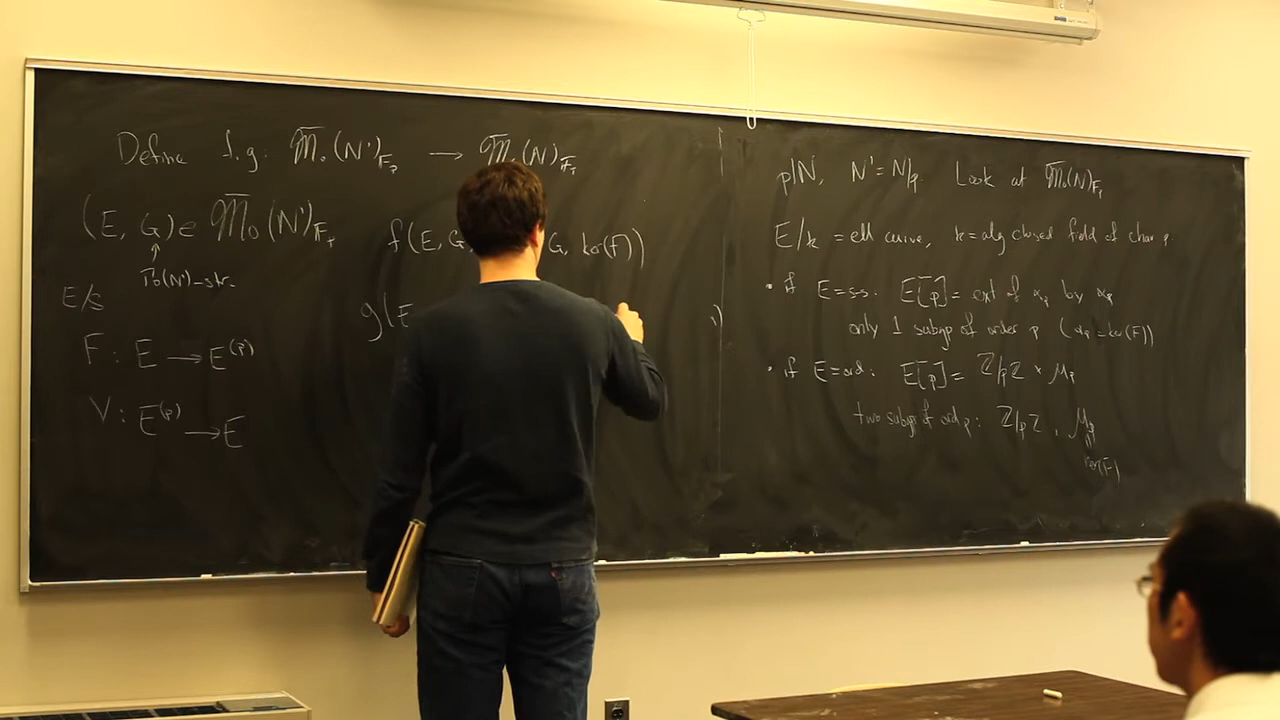 Define f,g: M̄₀(N')_{F_p} → M̄₀(N)_{F_p}
(E, G) ∈ M̄₀(N')_{F_p}
↑
Γ₀(N')-str.
f(E, G G, ker(F))
E/S
g(E
F: E → E^{(p)}
V: E^{(p)} → E
p|N, N' = N/p. Look at M̄₀(N)_{F_p}
E/k = ell curve, k = alg closed field of char p.
• if E = s.s. E[p] = ext of α_p by α_p
only 1 subgp of order p (α_p = ker(F))
• if E = ord: E[p] = Z/pZ × μ_p
two subgp of ord p: Z/pZ, μ_p
ker(F)